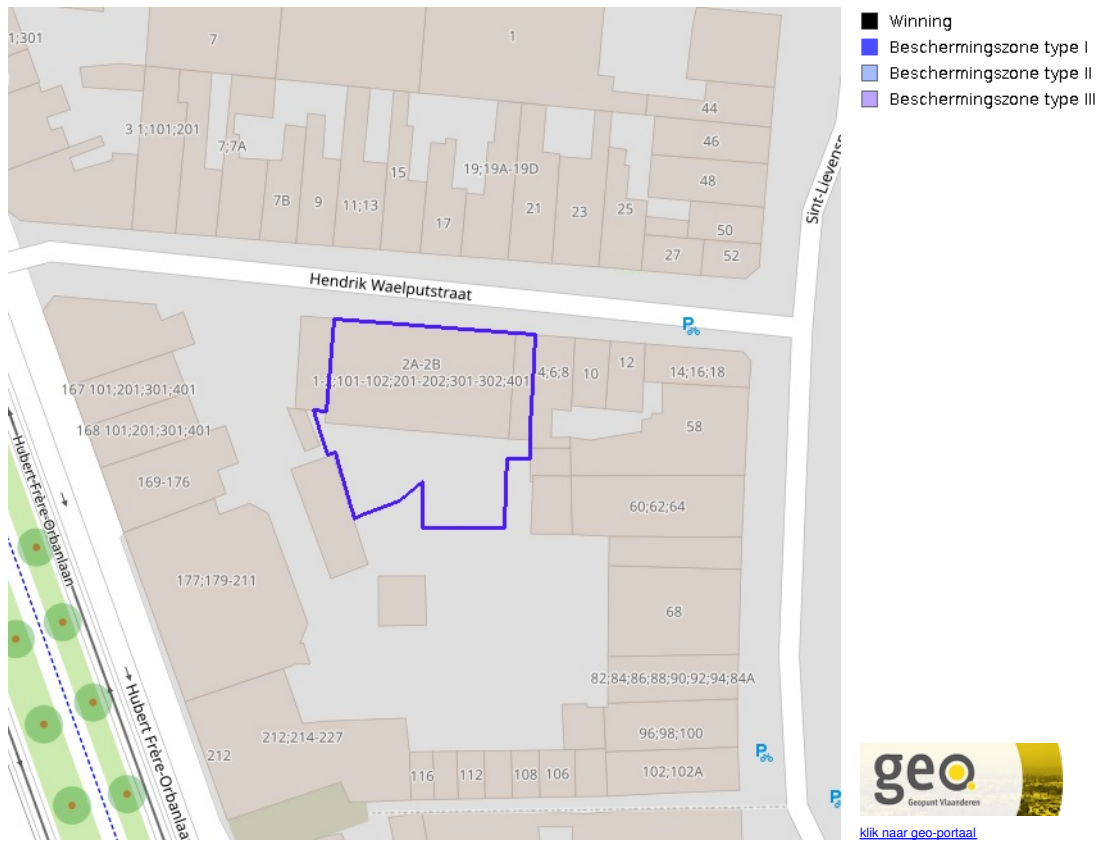 1;301
7
1
3 1;101;201
7;7A
7B
9
11;13
15
17
19;19A-19D
21
23
25
44
46
48
50
27
52
Hendrik Waelputstraat
Sint-Lievens
2A-2B
1-2;101-102;201-202;301-302;401
4;6;8
10
12
14;16;18
58
167 101;201;301;401
168 101;201;301;401
169-176
60;62;64
Hubert-Frère-Orbanlaan
177;179-211
68
82;84;86;88;90;92;94;84A
Hubert Frère-Orbanlaa
212
212;214-227
96;98;100
116
112
108
106
102;102A
P
P
P
Winning
Beschermingszone type I
Beschermingszone type II
Beschermingszone type III
geo
Geopunt Vlaanderen
klik naar geo-portaal